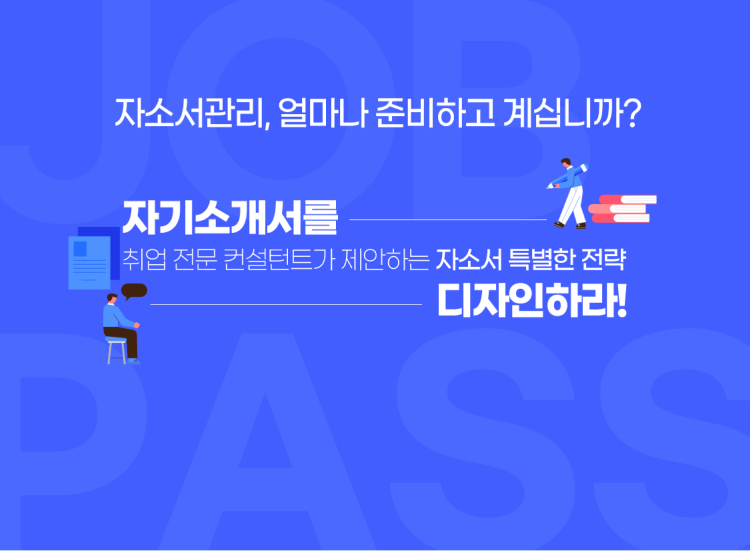 JOB
자소서관리, 얼마나 준비하고 계십니까?
자기소개서를
취업 전문 컨설턴트가 제안하는 자소서 특별한 전략
디자인하라!
PASS